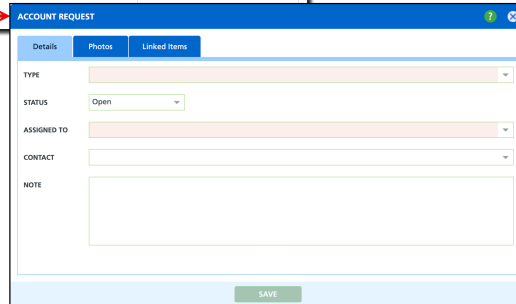 ACCOUNT REQUEST ?
Details Photos Linked Items
TYPE
STATUS Open
ASSIGNED TO
CONTACT
NOTE
SAVE